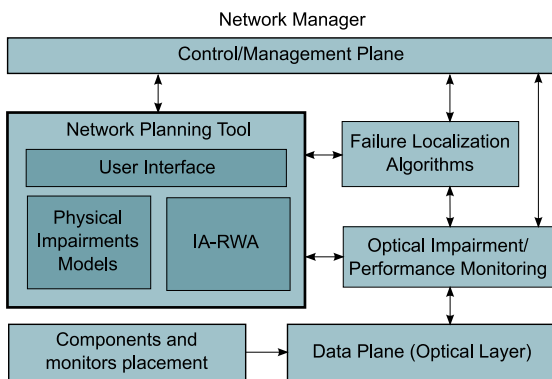 Network Manager
Control/Management Plane
Network Planning Tool
User Interface
Physical
Impairments
Models
IA-RWA
Failure Localization
Algorithms
Optical Impairment/
Performance Monitoring
Components and
monitors placement
Data Plane (Optical Layer)